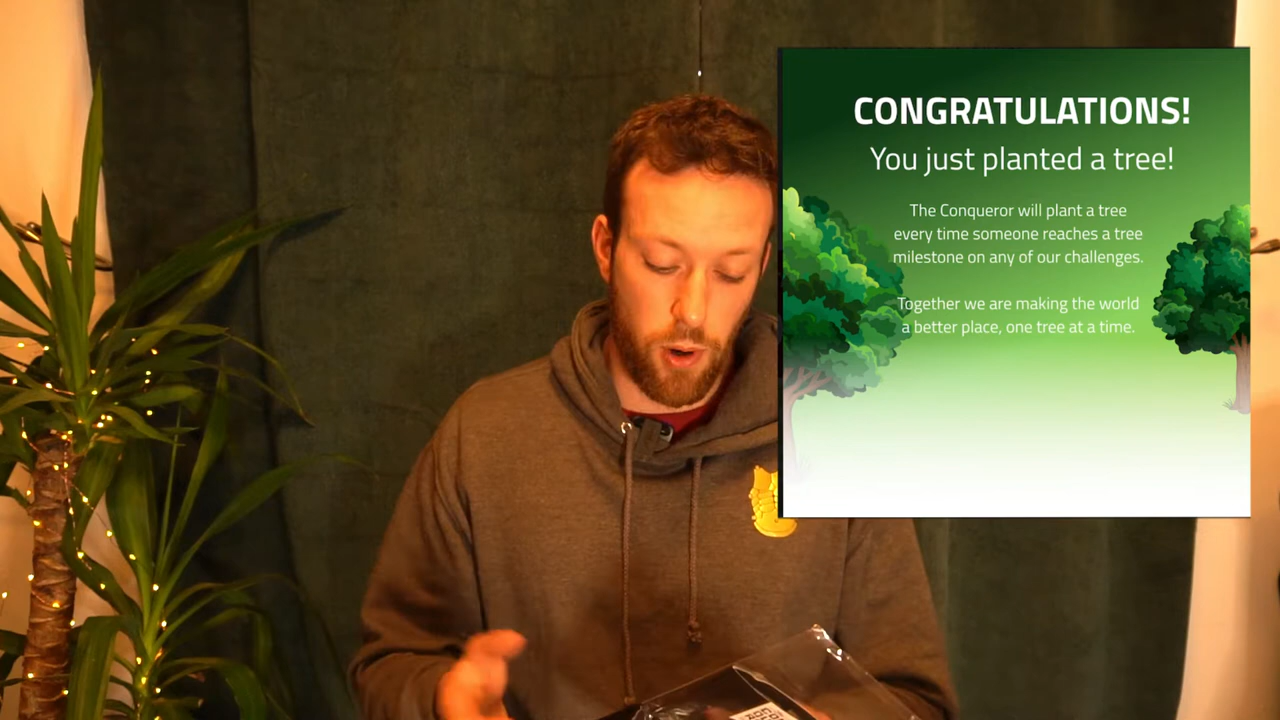 CONGRATULATIONS!
You just planted a tree!
The Conqueror will plant a tree
every time someone reaches a tree
milestone on any of our challenges.
Together we are making the world
a better place, one tree at a time.